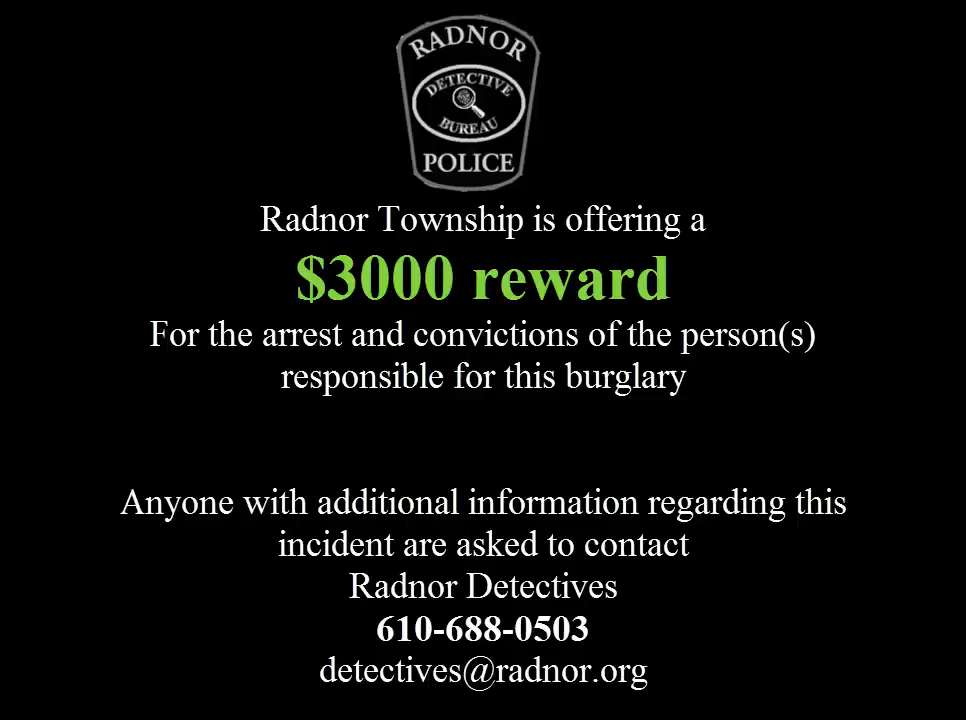 RADNOR
DETECTIVE
BUREAU
POLICE
Radnor Township is offering a
$3000 reward
For the arrest and convictions of the person(s)
responsible for this burglary
Anyone with additional information regarding this
incident are asked to contact
Radnor Detectives
610-688-0503
detectives@radnor.org